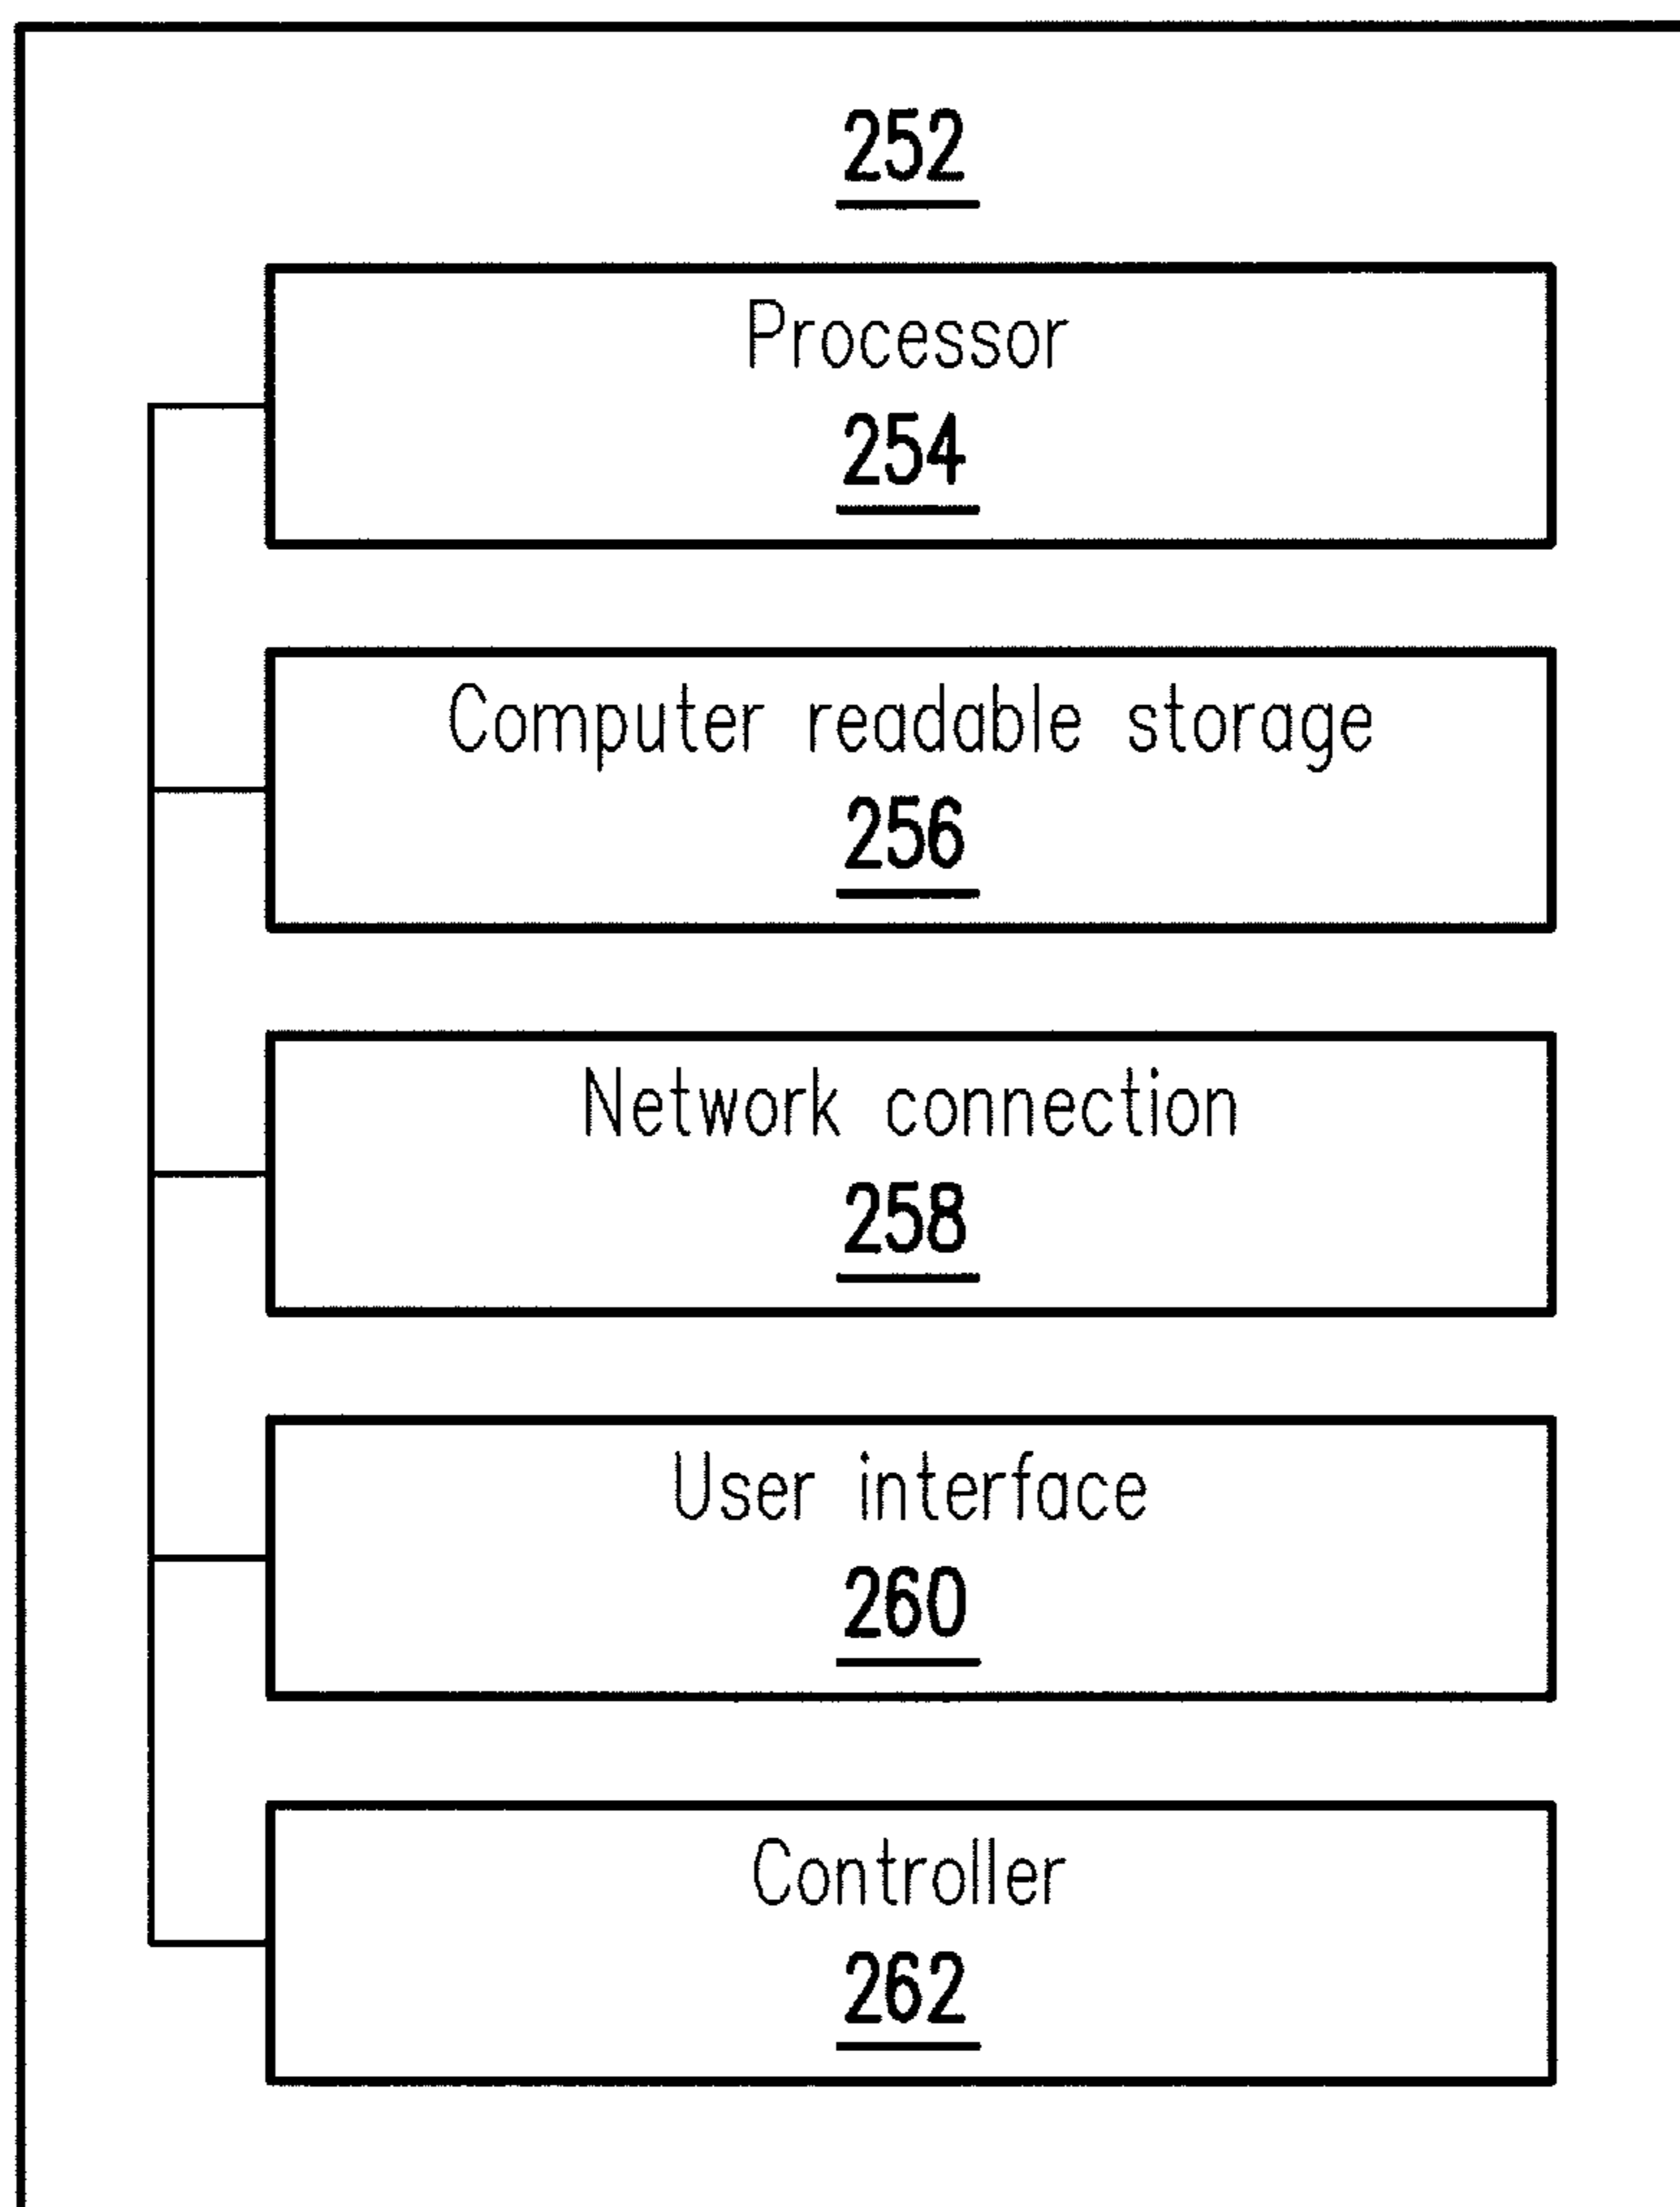 252
Processor
254
Computer readable storage
256
Network connection
258
User interface
260
Controller
262